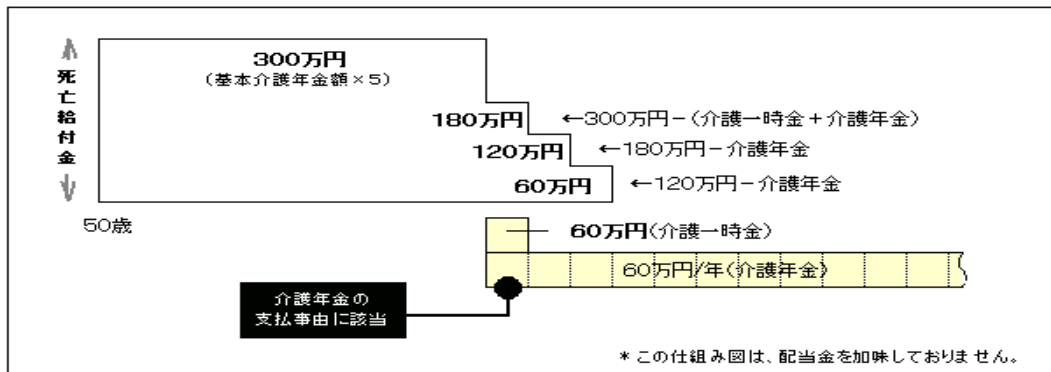 死亡給付金
300万円
(基本介護年金額×5)
180万円
←300万円-(介護一時金+介護年金)
120万円
←180万円-介護年金
60万円
←120万円-介護年金
50歳
60万円(介護一時金)
60万円/年(介護年金)
介護年金の
支払事由に該当
*この仕組み図は、配当金を加味しておりません。